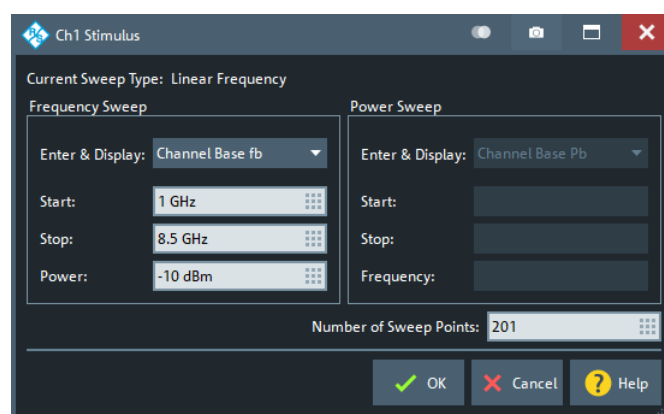 Ch1 Stimulus
Current Sweep Type: Linear Frequency
Frequency Sweep
Enter & Display: Channel Base fb
Start: 1 GHz
Stop: 8.5 GHz
Power: -10 dBm
Power Sweep
Enter & Display: Channel Base Pb
Start:
Stop:
Frequency:
Number of Sweep Points: 201
OK
Cancel
? Help